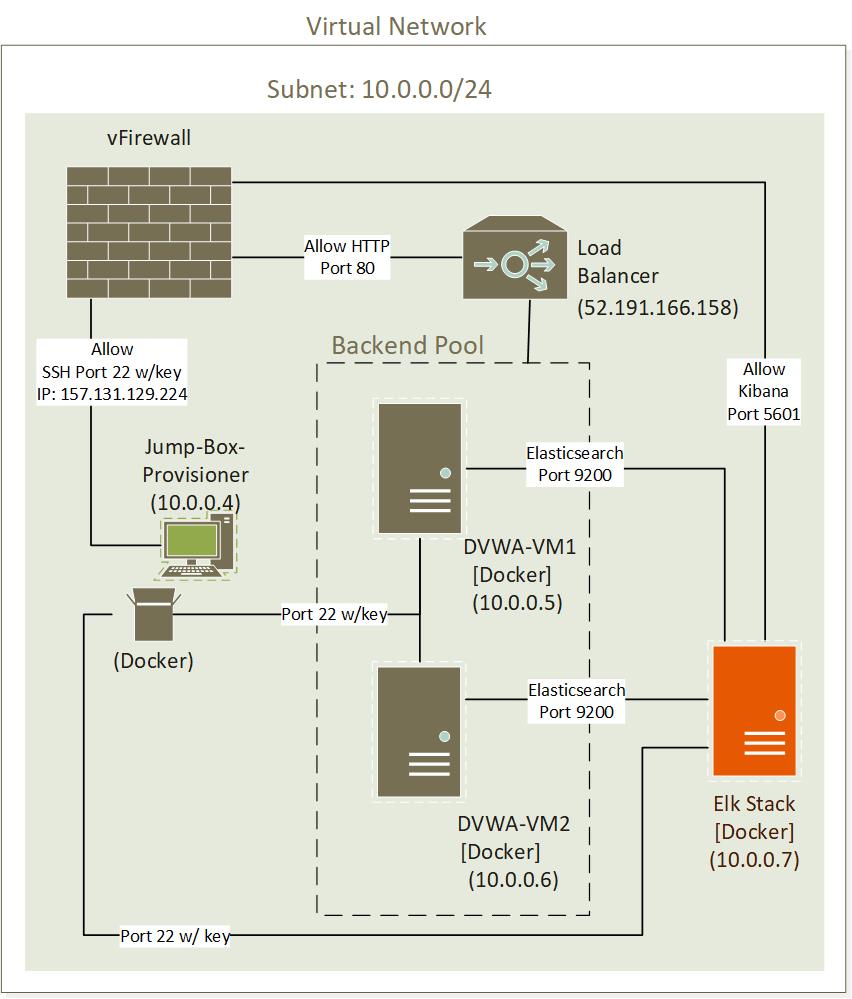 Virtual Network
Subnet: 10.0.0.0/24
vFirewall
Allow HTTP
Port 80
Load
Balancer
(52.191.166.158)
Allow
SSH Port 22 w/key
IP: 157.131.129.224
Backend Pool
Allow
Kibana
Port 5601
Jump-Box-
Provisioner
(10.0.0.4)
Elasticsearch
Port 9200
DVWA-VM1
[Docker]
(10.0.0.5)
Port 22 w/key
(Docker)
Elasticsearch
Port 9200
DVWA-VM2
[Docker]
(10.0.0.6)
Elk Stack
[Docker]
(10.0.0.7)
Port 22 w/ key